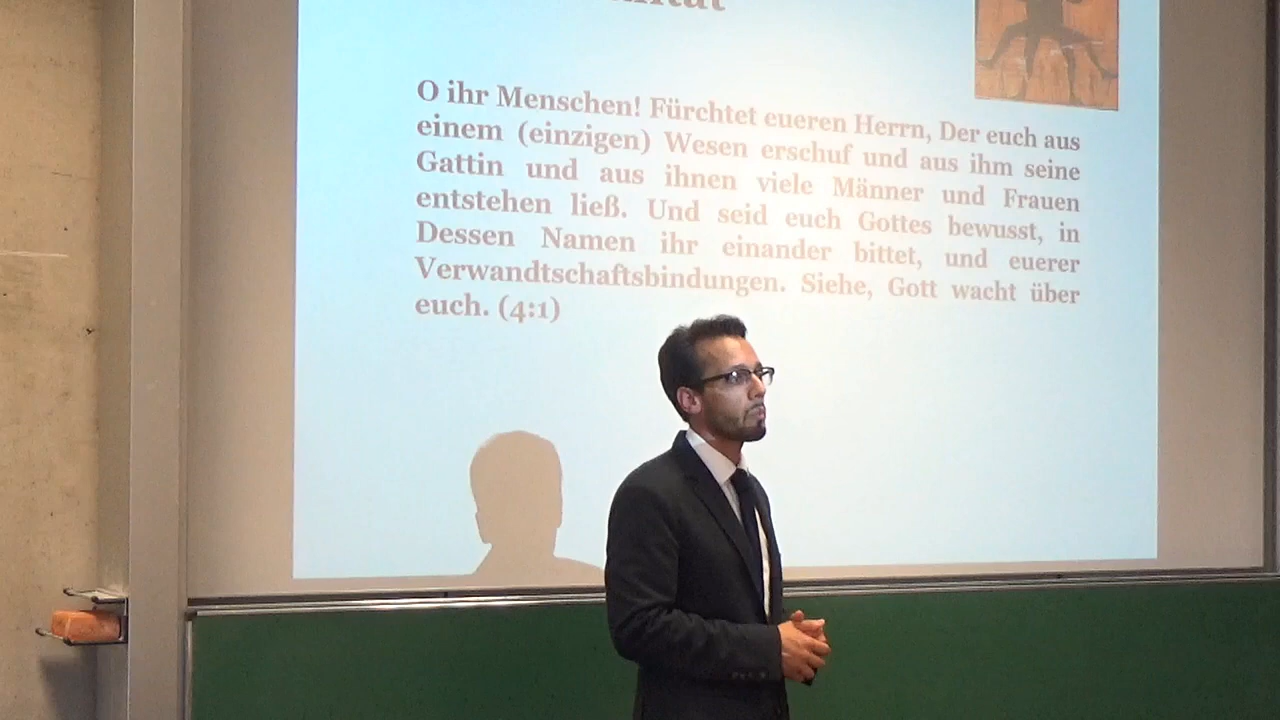 O ihr Menschen! Fürchtet eueren Herrn, Der euch aus
einem (einzigen) Wesen erschuf und aus ihm seine
Gattin und aus ihnen viele Männer und Frauen
entstehen ließ. Und seid euch Gottes bewusst, in
Dessen Namen ihr einander bittet, und euerer
Verwandtschaftsbindungen. Siehe, Gott wacht über
euch. (4:1)